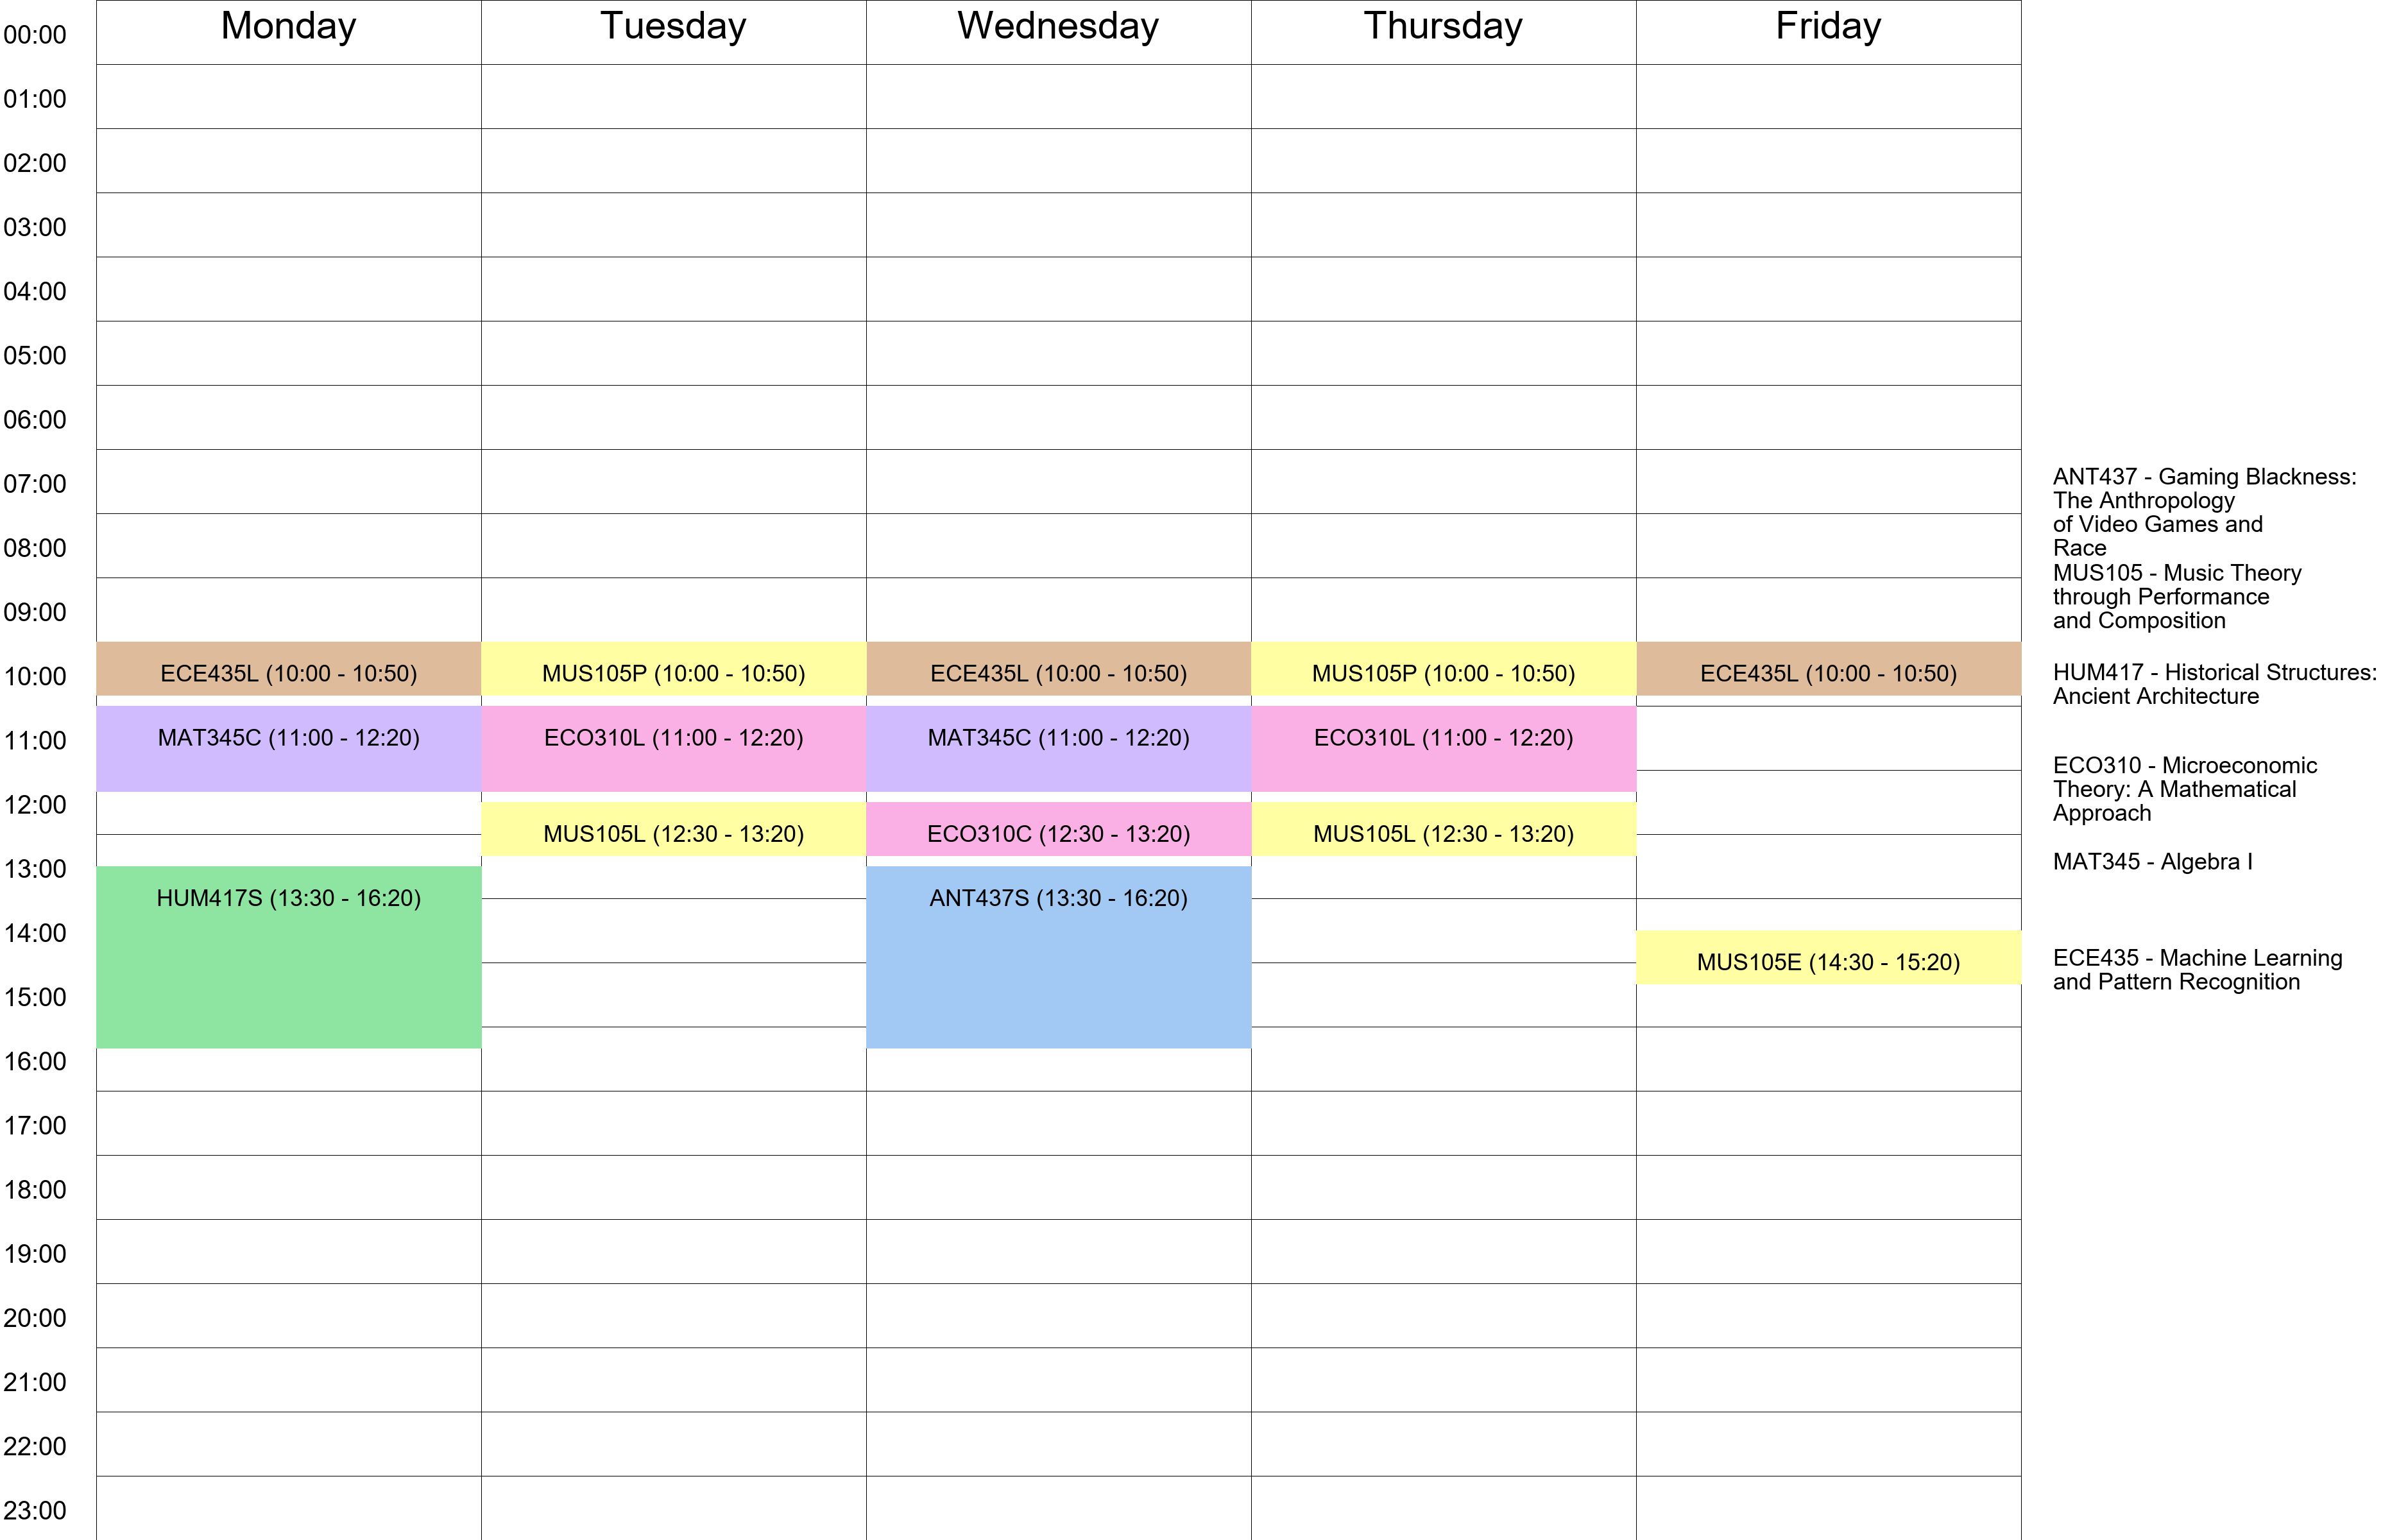 Monday
Tuesday
Wednesday
Thursday
Friday
00:00
01:00
02:00
03:00
04:00
05:00
06:00
07:00
08:00
09:00
10:00
11:00
12:00
13:00
14:00
15:00
16:00
17:00
18:00
19:00
20:00
21:00
22:00
23:00
ECE435L (10:00 - 10:50)
MAT345C (11:00 - 12:20)
HUM417S (13:30 - 16:20)
MUS105P (10:00 - 10:50)
ECO310L (11:00 - 12:20)
MUS105L (12:30 - 13:20)
ECE435L (10:00 - 10:50)
MAT345C (11:00 - 12:20)
ECO310C (12:30 - 13:20)
ANT437S (13:30 - 16:20)
MUS105P (10:00 - 10:50)
ECO310L (11:00 - 12:20)
MUS105L (12:30 - 13:20)
ECE435L (10:00 - 10:50)
MUS105E (14:30 - 15:20)
ANT437 - Gaming Blackness:
The Anthropology
of Video Games and
Race
MUS105 - Music Theory
through Performance
and Composition
HUM417 - Historical Structures:
Ancient Architecture
ECO310 - Microeconomic
Theory: A Mathematical
Approach
MAT345 - Algebra I
ECE435 - Machine Learning
and Pattern Recognition